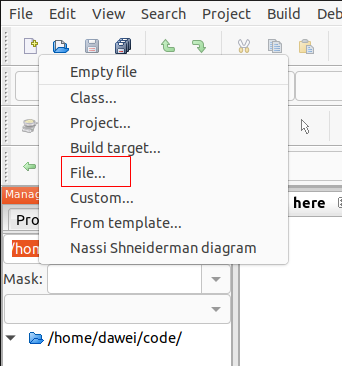 File Edit View Search Project Build Deb
Empty file
Class...
Project...
Build target...
File...
Custom...
From template...
Nassi Shneiderman diagram
Manag
here
Pro
/hom
Mask:
/home/dawei/code/